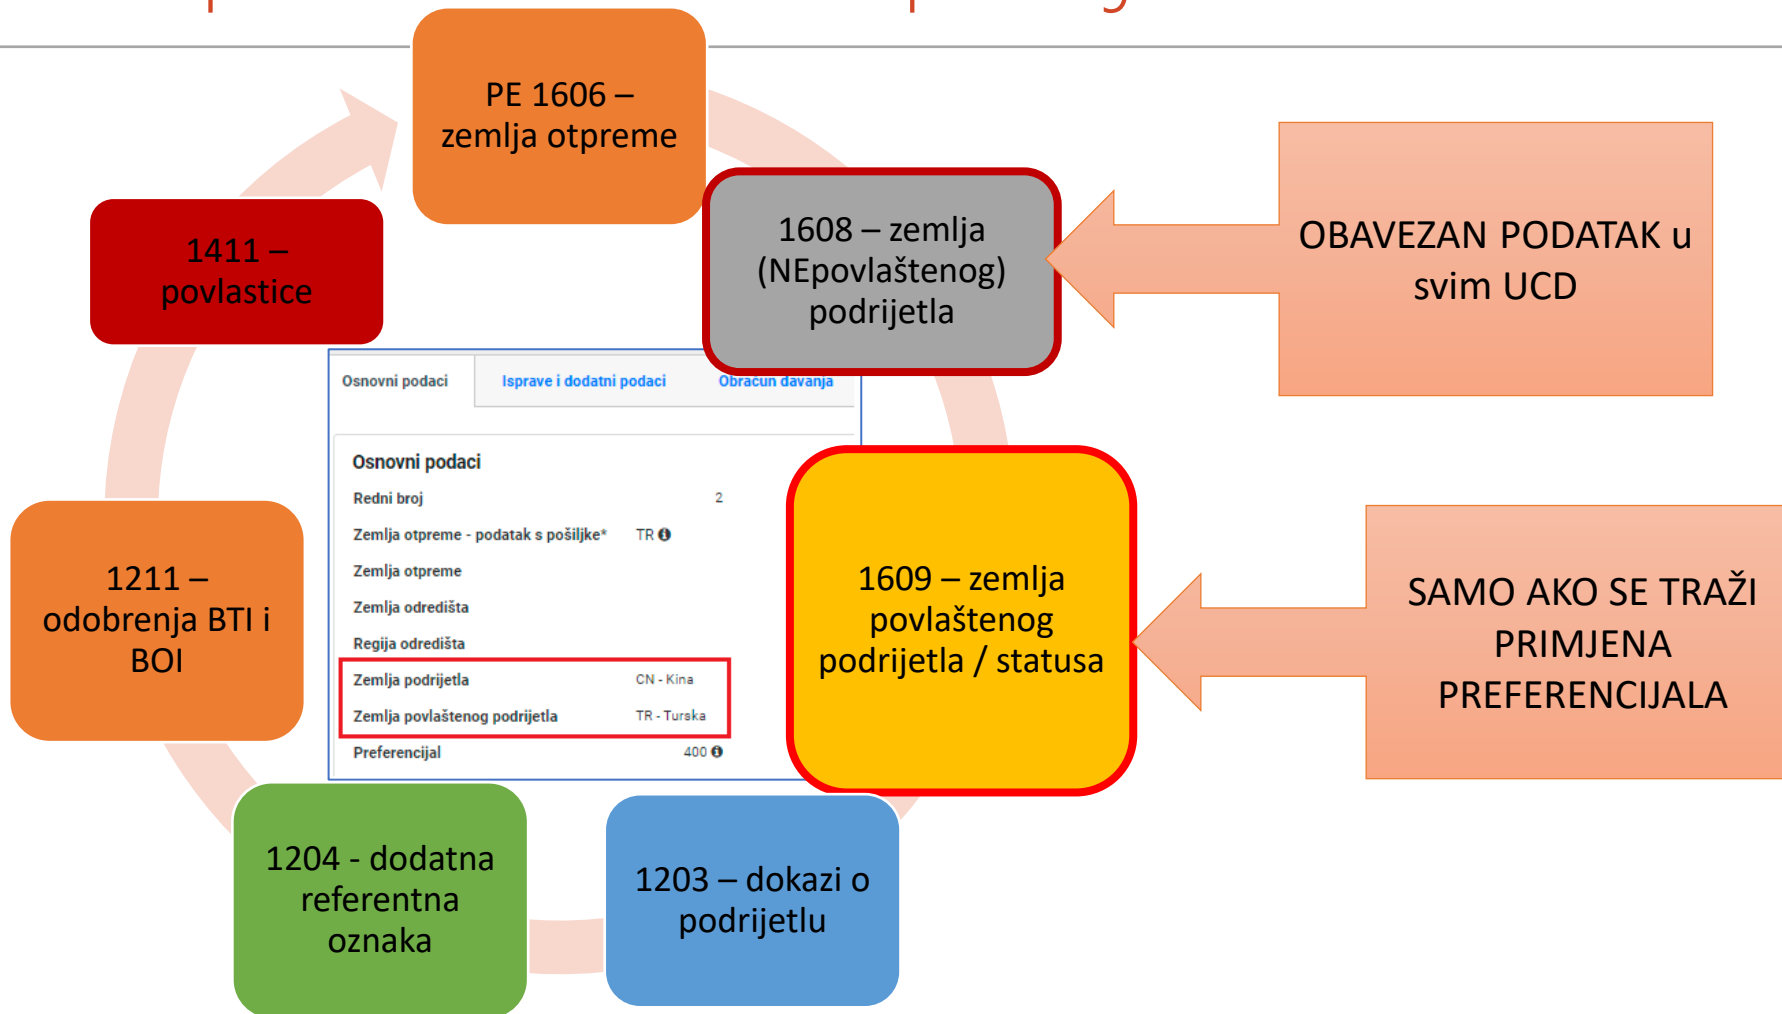 PE 1606 –
zemlja otpreme
1608 – zemlja
(NEpovlaštenog)
podrijetla
OBAVEZAN PODATAK u
svim UCD
1411 –
povlastice
Osnovni podaci
Isprave i dodatni podaci
Obračun davanja
Osnovni podaci
Redni broj 2
Zemlja otpreme - podatak s pošiljke* TR
Zemlja otpreme
Zemlja odredišta
Regija odredišta
Zemlja podrijetla CN - Kina
Zemlja povlaštenog podrijetla TR - Turska
Preferencijal 400
1609 – zemlja
povlaštenog
podrijetla / statusa
SAMO AKO SE TRAŽI
PRIMJENA
PREFERENCIJALA
1211 –
odobrenja BTI i
BOI
1204 - dodatna
referentna
oznaka
1203 – dokazi o
podrijetlu